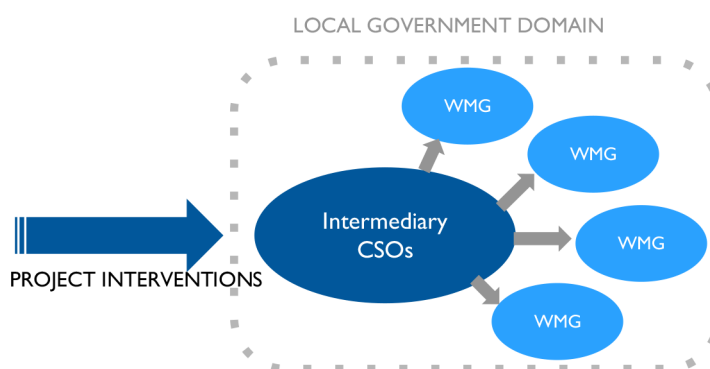 LOCAL GOVERNMENT DOMAIN
WMG
WMG
Intermediary
CSOs
WMG
PROJECT INTERVENTIONS
WMG